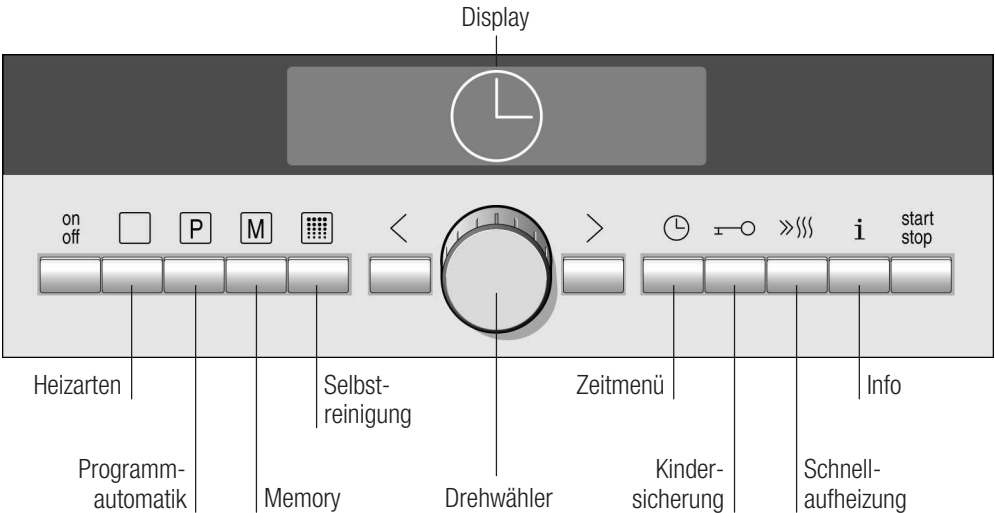 Display
on
off
P
M
<
>
i
start
stop
Heizarten
Selbst-
reinigung
Zeitmenü
Info
Programm-
automatik
Memory
Drehwähler
Kinder-
sicherung
Schnell-
aufheizung